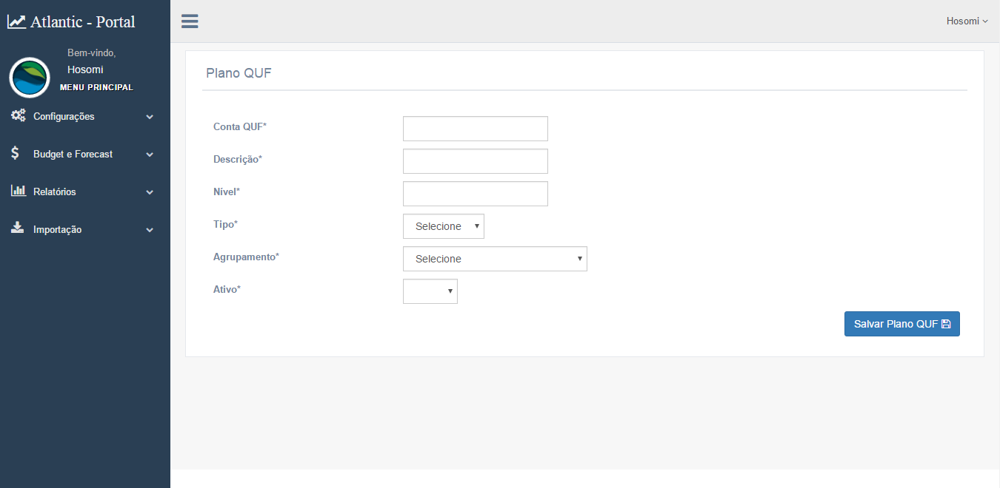 Atlantic - Portal
Bem-vindo,
Hosomi
MENU PRINCIPAL
Configurações
Budget e Forecast
Relatórios
Importação
Hosomi
Plano QUF
Conta QUF*
Descrição*
Nível*
Tipo* Selecione
Agrupamento* Selecione
Ativo*
Salvar Plano QUF